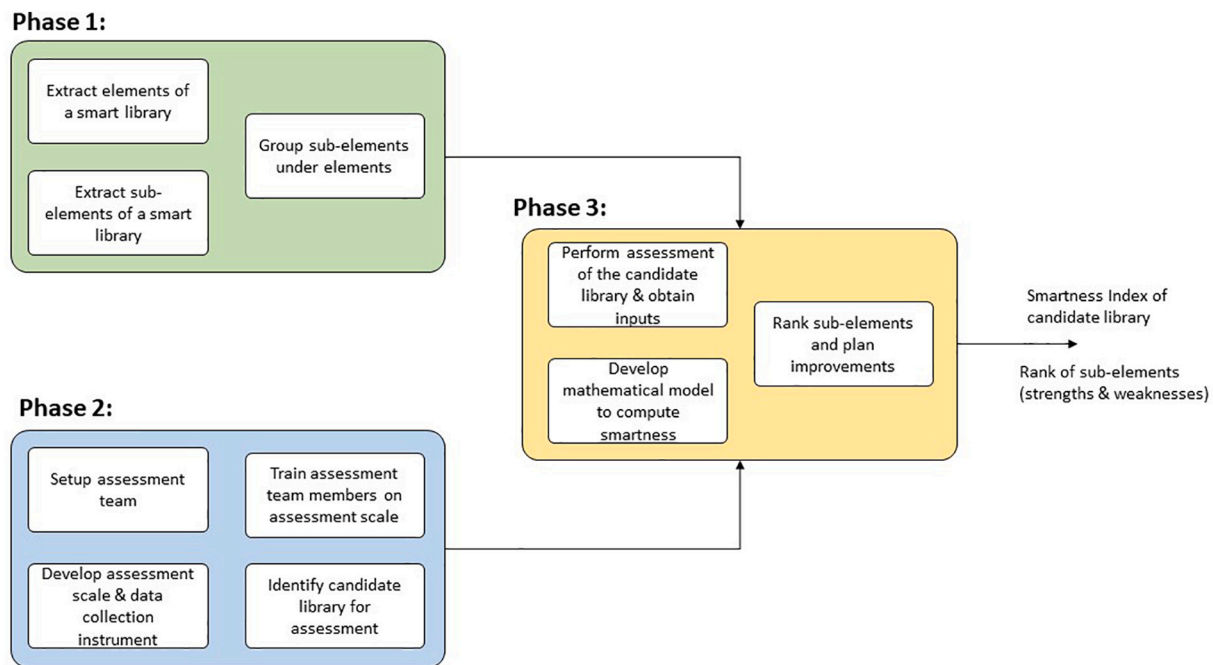 Phase 1:
Extract elements of
a smart library
Extract sub-
elements of a smart
library
Group sub-elements
under elements
Phase 2:
Setup assessment
team
Train assessment
team members on
assessment scale
Develop assessment
scale & data
collection
instrument
Identify candidate
library for
assessment
Phase 3:
Perform assessment
of the candidate
library & obtain
inputs
Develop
mathematical model
to compute
smartness
Rank sub-elements
and plan
improvements
Smartness Index of
candidate library
Rank of sub-elements
(strengths & weaknesses)